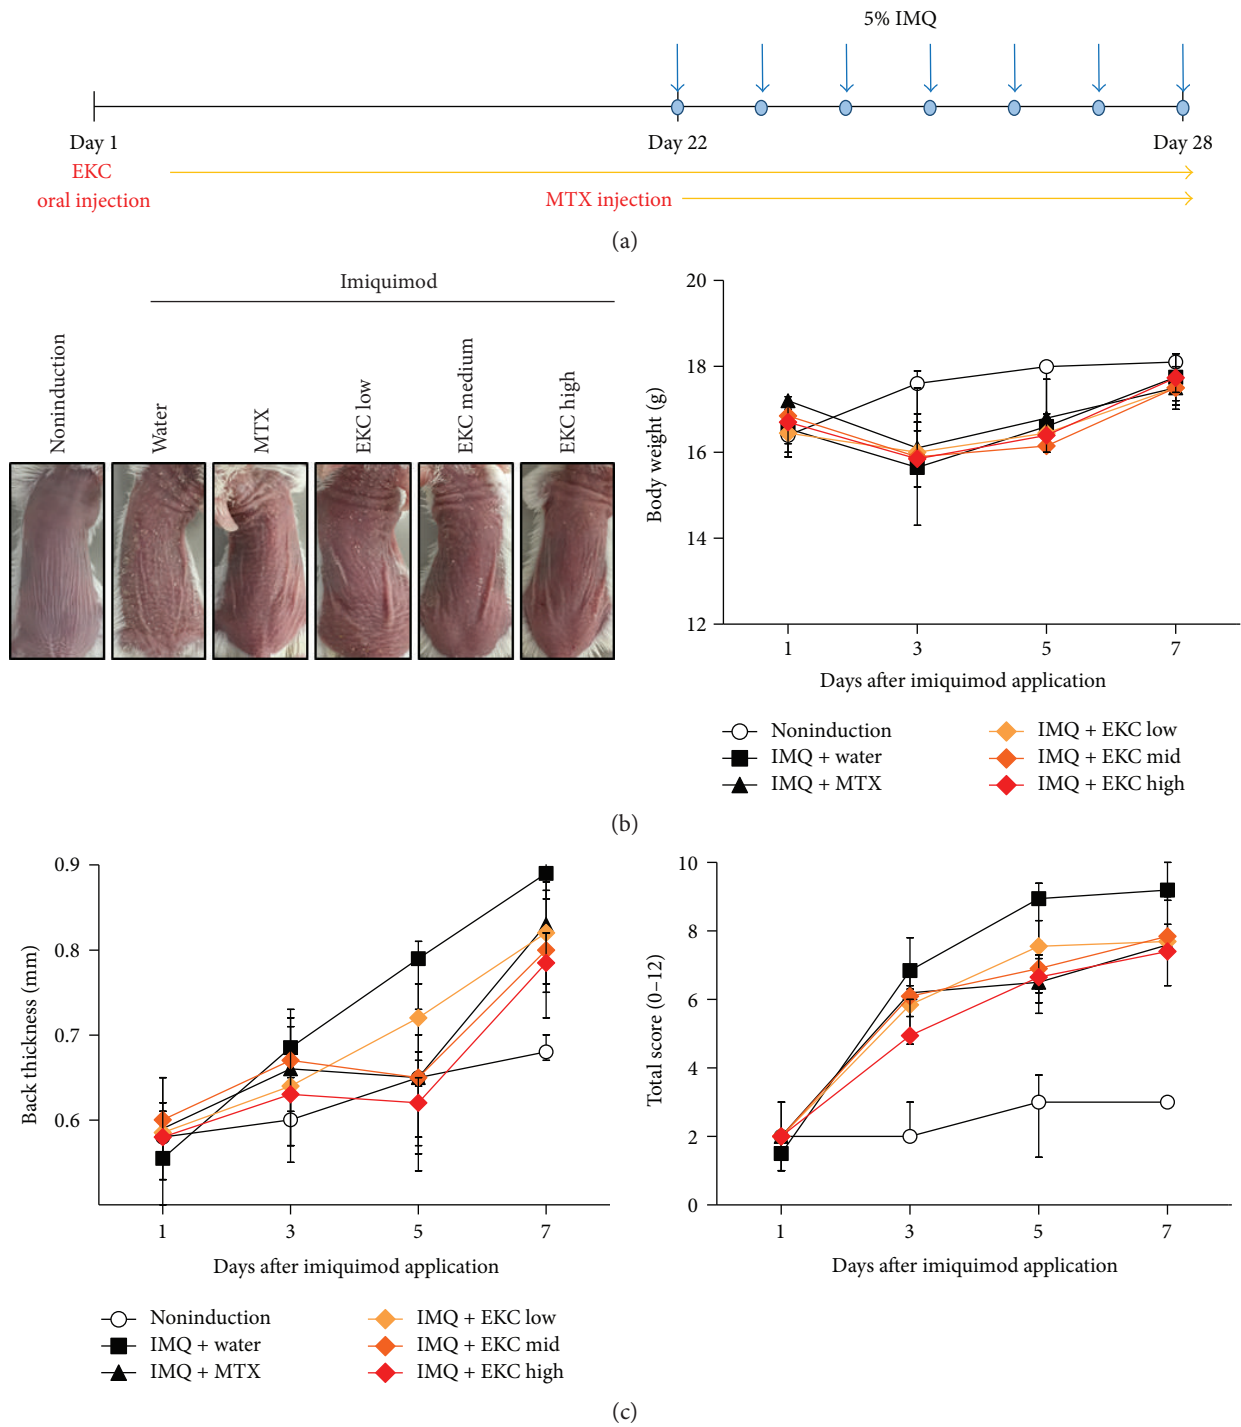 5% IMQ
Day 1
Day 22
Day 28
EKC
oral injection
MTX injection
(a)
Imiquimod
Noninduction
Water
MTX
EKC low
EKC medium
EKC high
20
18
16
14
12
Body weight (g)
1
3
5
7
Days after imiquimod application
Noninduction
IMQ + water
IMQ + MTX
IMQ + EKC low
IMQ + EKC mid
IMQ + EKC high
(b)
0.9
0.8
0.7
0.6
Back thickness (mm)
1
3
5
7
Days after imiquimod application
Noninduction
IMQ + water
IMQ + MTX
IMQ + EKC low
IMQ + EKC mid
IMQ + EKC high
10
8
6
4
2
0
Total score (0–12)
1
3
5
7
Days after imiquimod application
(c)